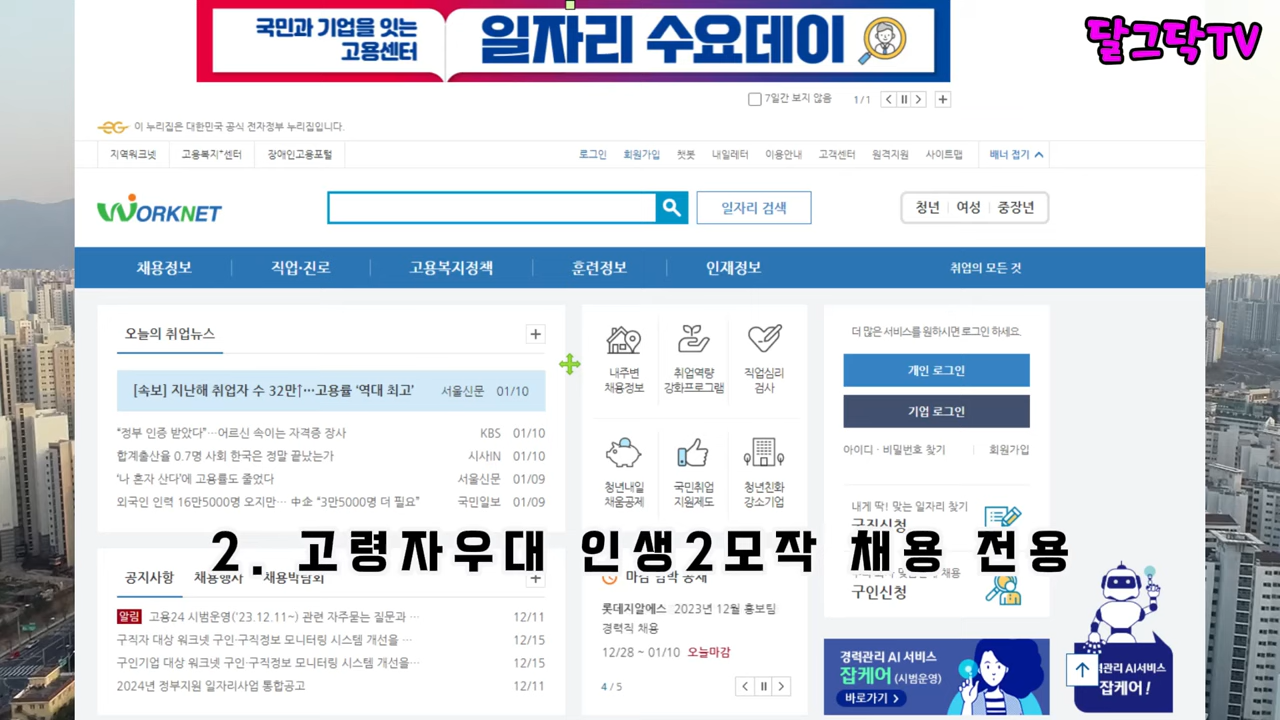 국민과 기업을 잇는
고용센터
일자리 수요데이
달그닥TV
7일간 보지 않음 1/1
이 누리집은 대한민국 공식 전자정부 누리집입니다.
지역워크넷 고용복지+센터 장애인고용포털
로그인 회원가입 챗봇 내일레터 이용안내 고객센터 원격지원 사이트맵 배너 접기
WORKNET
일자리 검색
청년 여성 중장년
채용정보 직업·진로 고용복지정책 훈련정보 인재정보 취업의 모든 것
오늘의 취업뉴스
[속보] 지난해 취업자 수 32만↑…고용률 '역대 최고' 서울신문 01/10
"정부 인증 받았다"…어르신 속이는 자격증 장사 KBS 01/10
합계출산율 0.7명 사회 한국은 정말 끝났는가 시사IN 01/10
'나 혼자 산다'에 고용률도 줄었다 서울신문 01/09
외국인 인력 16만5000명 오지만… 中企 "3만5000명 더 필요" 국민일보 01/09
내주변
채용정보
취업역량
강화프로그램
직업심리
검사
청년내일
채움공제
국민취업
지원제도
청년친화
강소기업
더 많은 서비스를 원하시면 로그인 하세요.
개인 로그인
기업 로그인
아이디 · 비밀번호 찾기 회원가입
내게 딱! 맞는 일자리 찾기
구직신청
2. 고령자우대 인생2모작 채용 전용
채용
구인신청
공지사항 채용행사 채용박람회
알림 고용24 시범운영('23.12.11~) 관련 자주묻는 질문과 … 12/11
구직자 대상 워크넷 구인·구직정보 모니터링 시스템 개선을 … 12/15
구인기업 대상 워크넷 구인·구직정보 모니터링 시스템 개선을… 12/15
2024년 정부지원 일자리사업 통합공고 12/11
마감 임박 공채
롯데지알에스 2023년 12월 홍보팀
경력직 채용
12/28 ~ 01/10 오늘마감
4 / 5
경력관리 AI 서비스
잡케어 (시범운영)
바로가기
관리 AI서비스
잡케어!